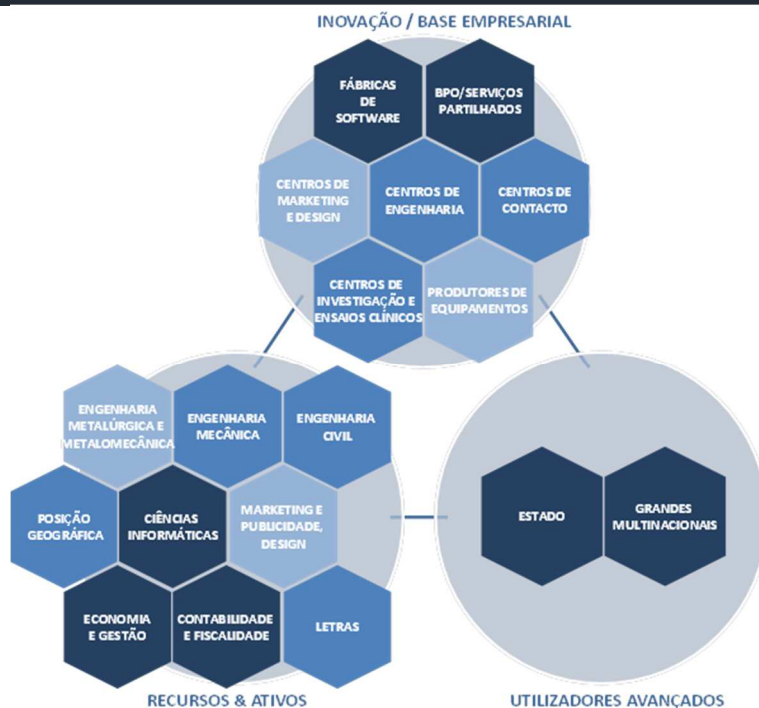 INOVAÇÃO / BASE EMPRESARIAL
FÁBRICAS
DE
SOFTWARE
BPO/SERVIÇOS
PARTILHADOS
CENTROS DE
MARKETING
E DESIGN
CENTROS DE
ENGENHARIA
CENTROS DE
CONTACTO
CENTROS DE
INVESTIGAÇÃO E
ENSAIOS CLÍNICOS
PRODUTORES DE
EQUIPAMENTOS
ENGENHARIA
METALÚRGICA E
METALOMECÂNICA
ENGENHARIA
MECÂNICA
ENGENHARIA
CIVIL
POSIÇÃO
GEOGRÁFICA
CIÊNCIAS
INFORMÁTICAS
MARKETING E
PUBLICIDADE,
DESIGN
ECONOMIA
E GESTÃO
CONTABILIDADE
E FISCALIDADE
LETRAS
RECURSOS & ATIVOS
ESTADO
GRANDES
MULTINACIONAIS
UTILIZADORES AVANÇADOS